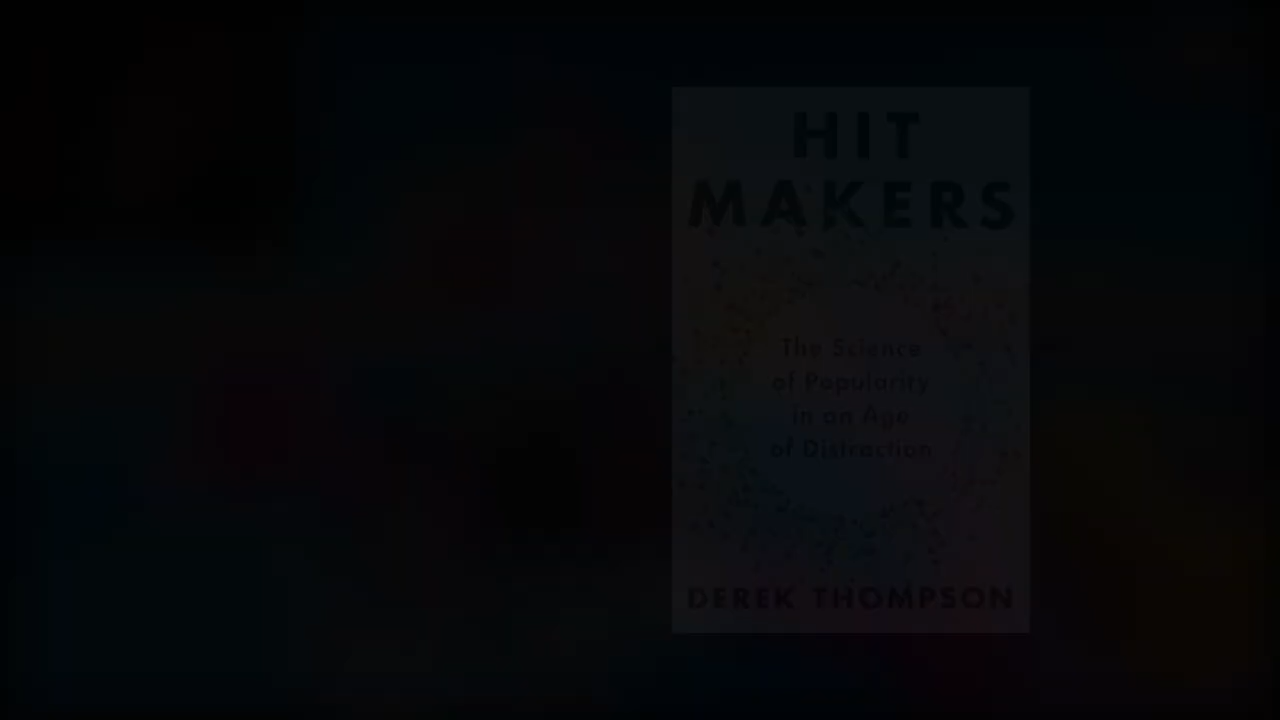 HIT
MAKERS
The Science
of Popularity
in an Age
of Distraction
DEREK THOMPSON